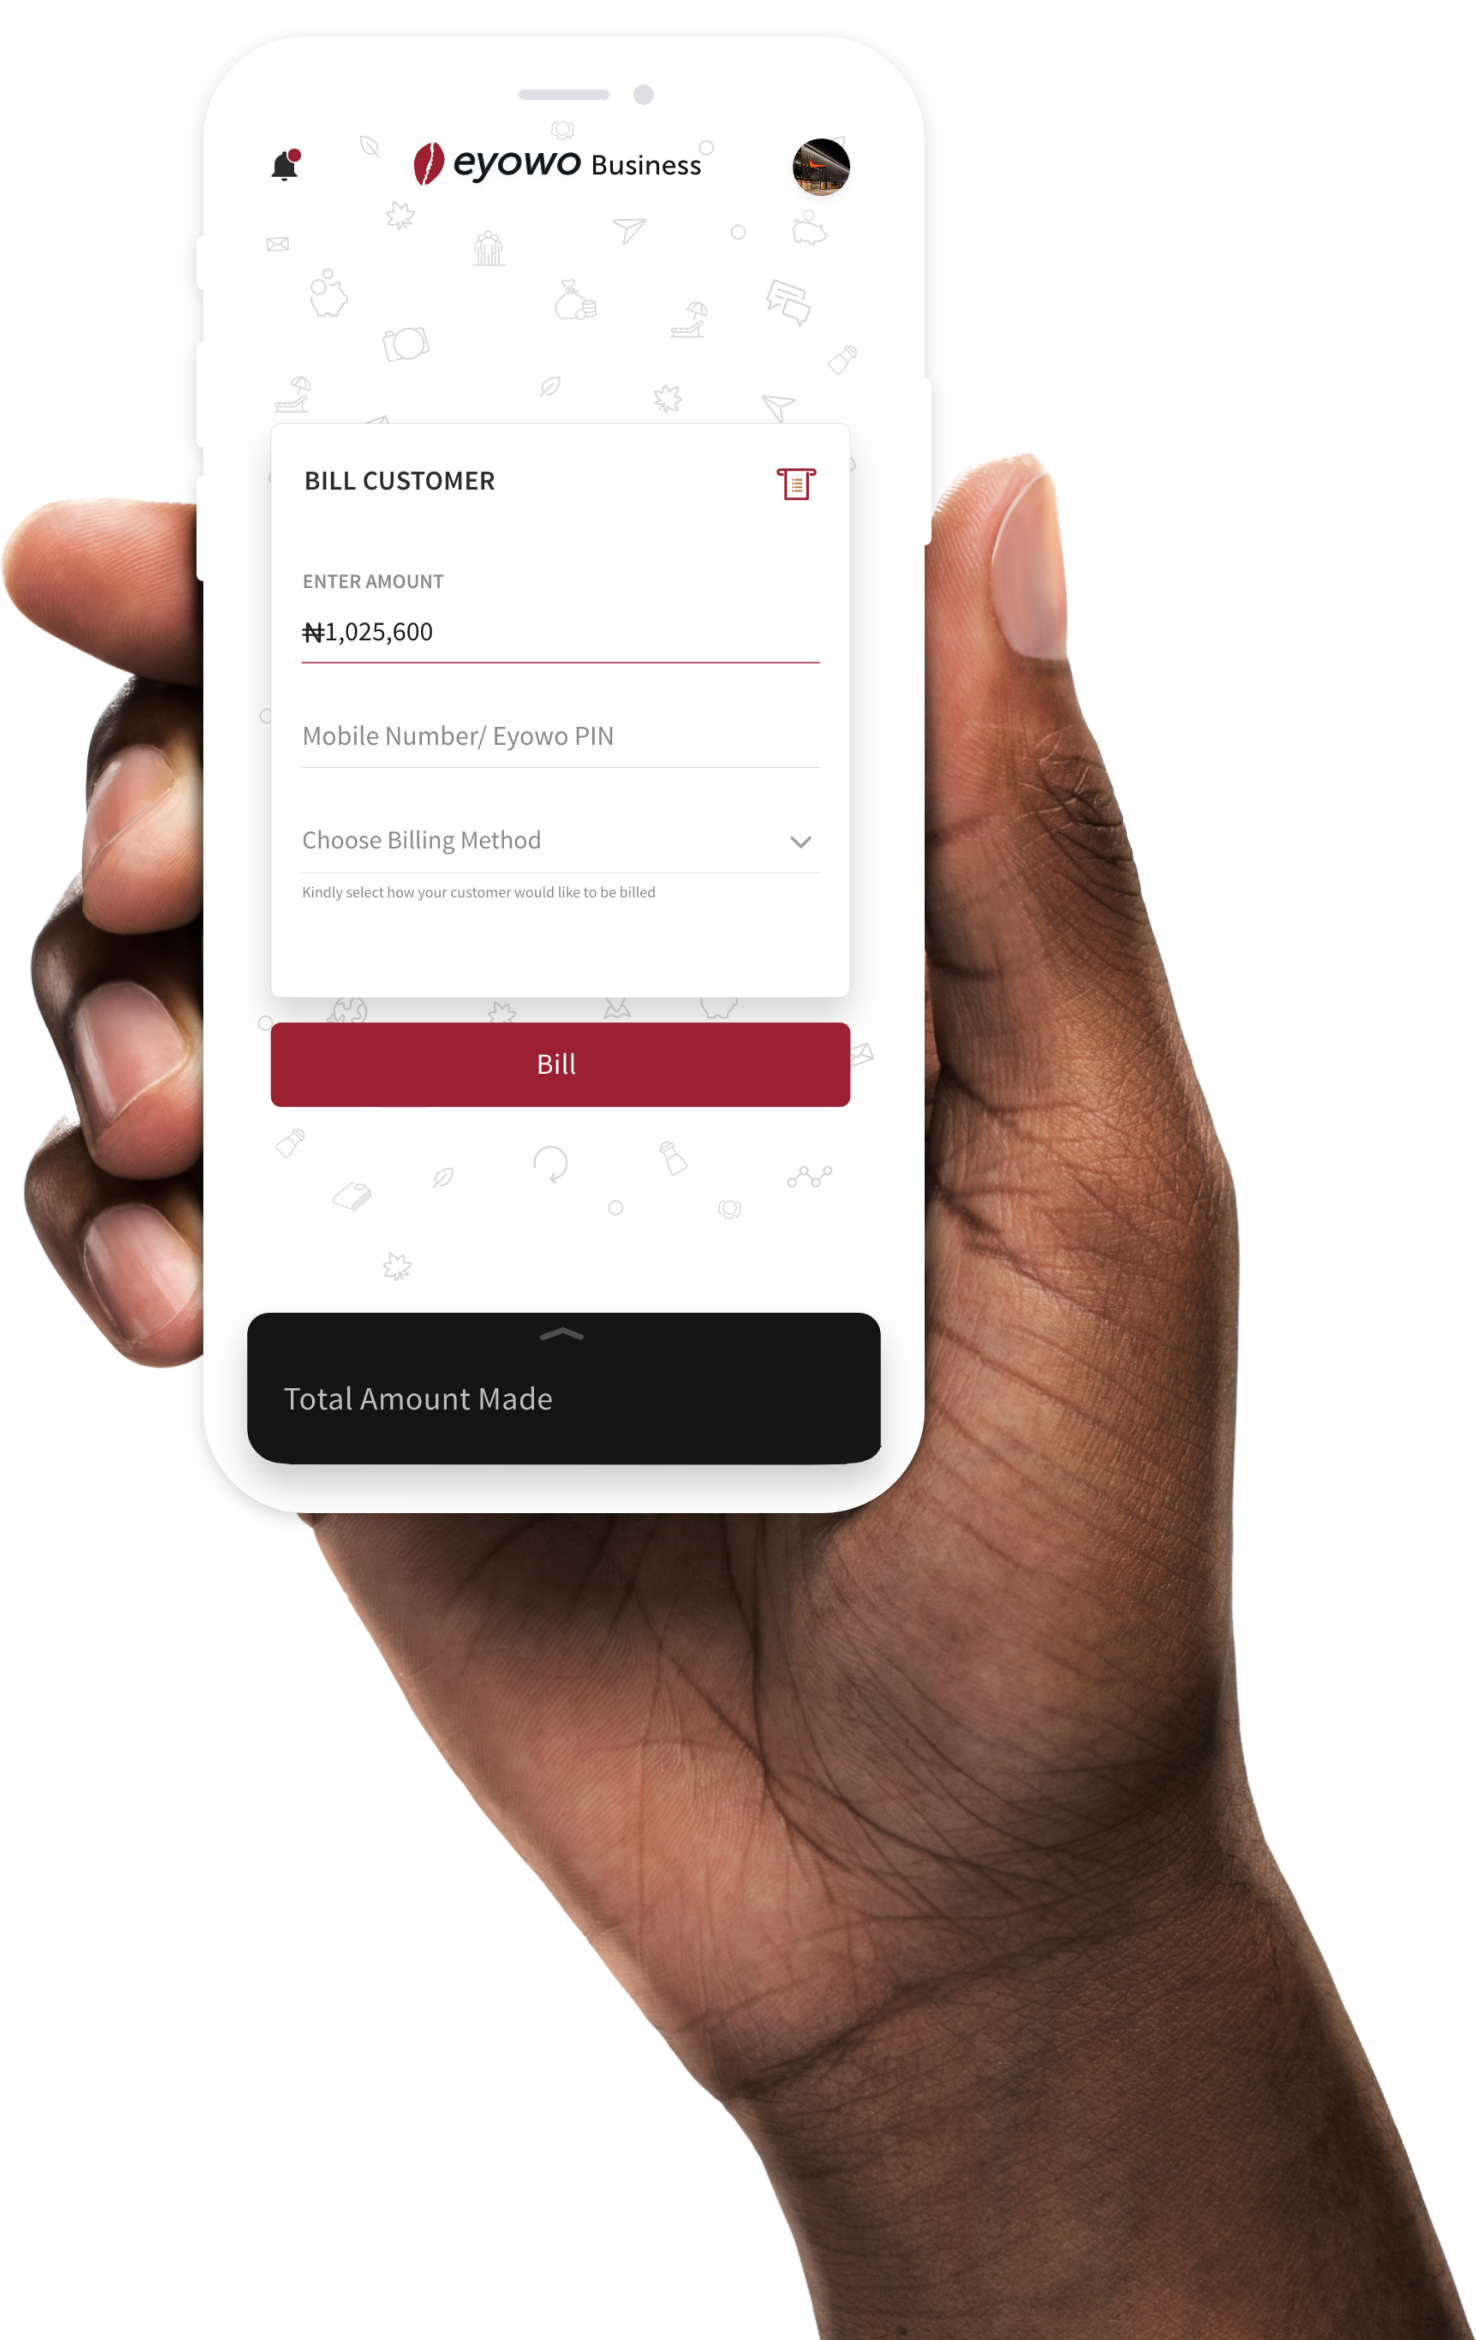 eyowo Business
BILL CUSTOMER
ENTER AMOUNT
₦1,025,600
Mobile Number/ Eyowo PIN
Choose Billing Method
Kindly select how your customer would like to be billed
Bill
Total Amount Made